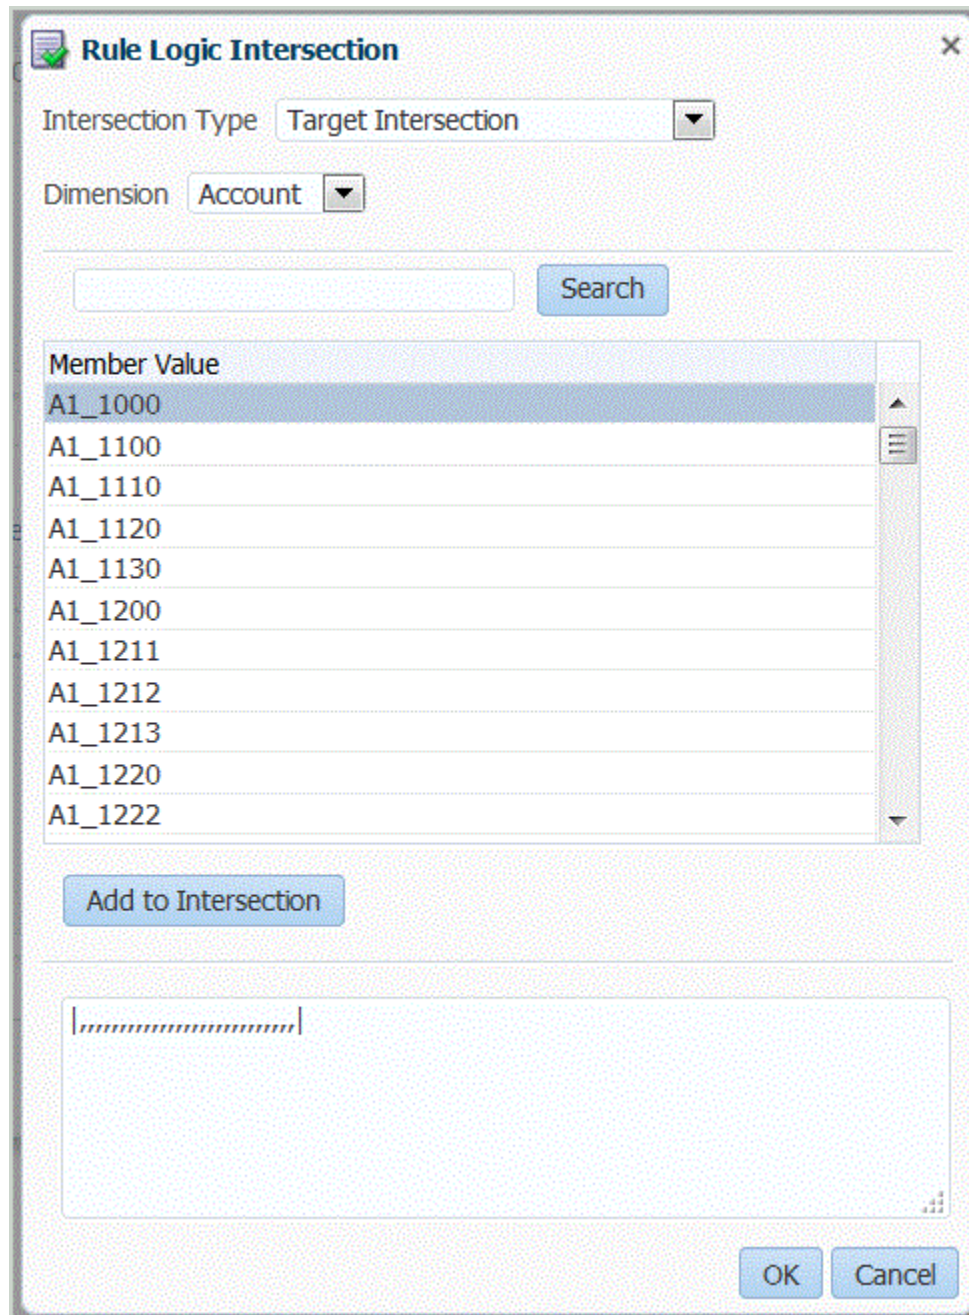 Rule Logic Intersection
Intersection Type Target Intersection
Dimension Account
Search
Member Value
A1_1000
A1_1100
A1_1110
A1_1120
A1_1130
A1_1200
A1_1211
A1_1212
A1_1213
A1_1220
A1_1222
Add to Intersection
|,,,,,,,,,,,,,,,,,,,,,,,,,,,|
OK Cancel